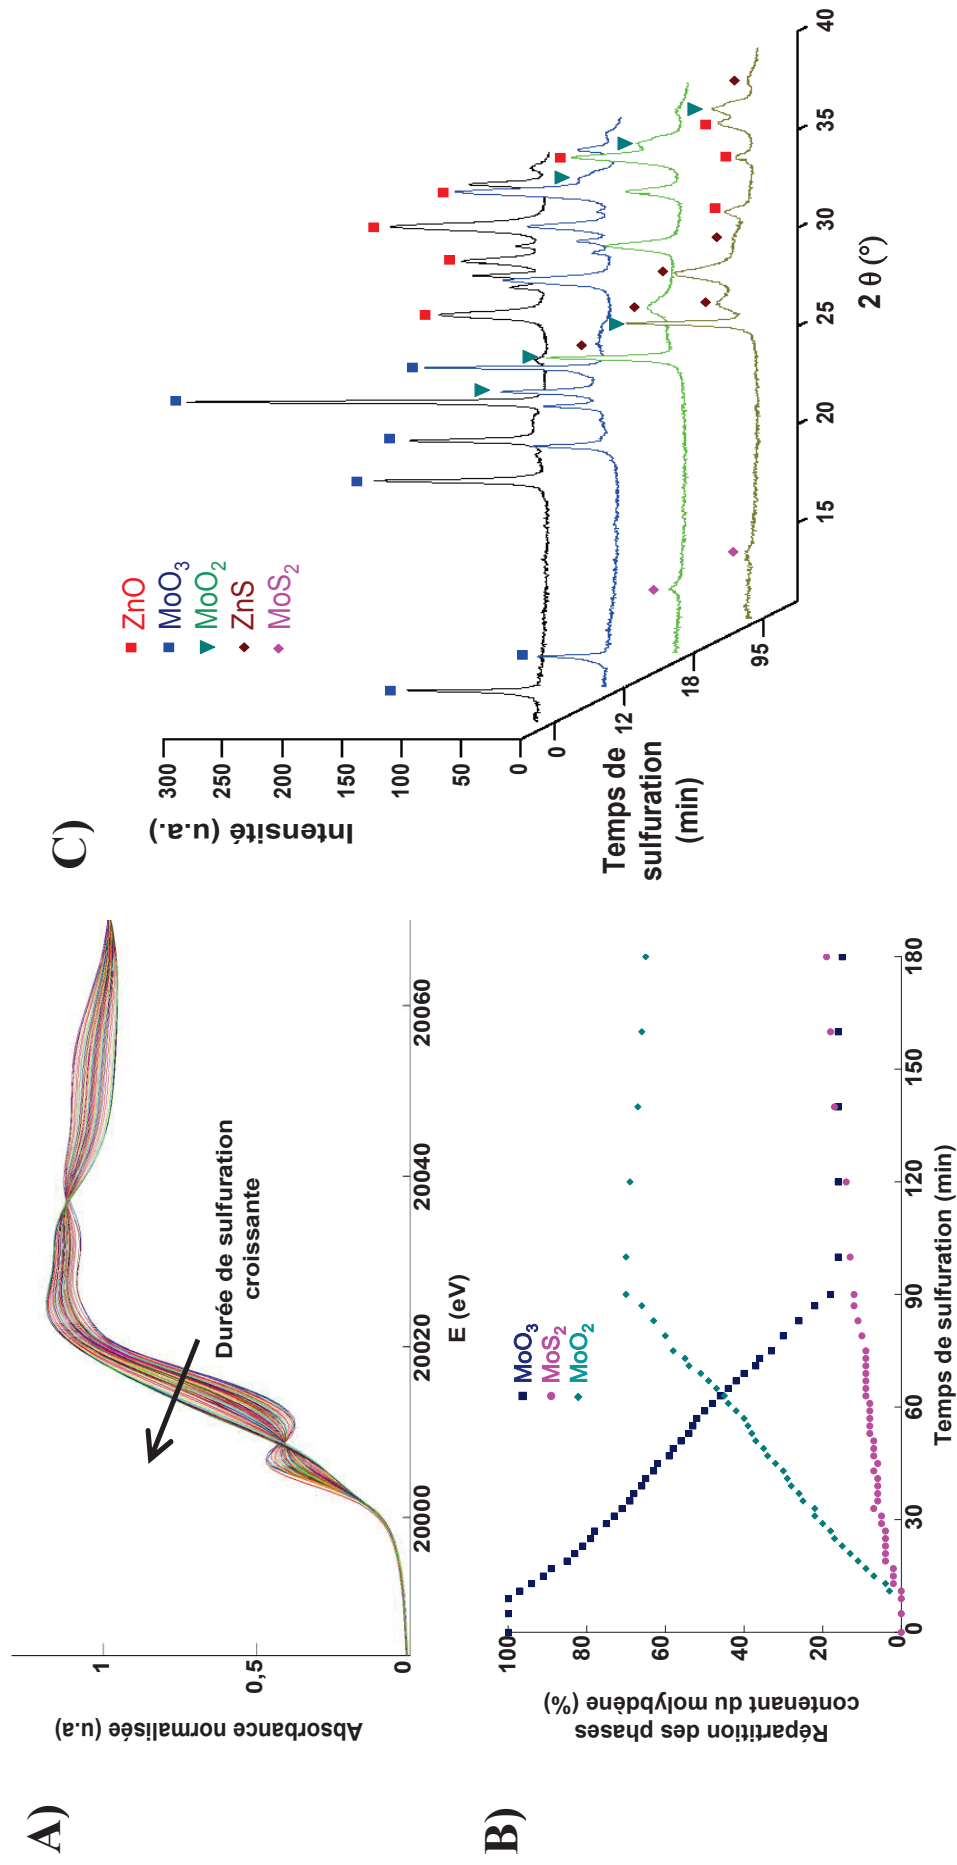 A)
Absorbance normalisée (u.a)
1
0,5
0
20000
20020
20040
20060
E (eV)
Durée de sulfuration
croissante
B)
Répartition des phases
contenant du molybdène (%)
100
80
60
40
20
0
0
30
60
90
120
150
180
Temps de sulfuration (min)
MoO3
MoS2
MoO2
C)
Intensité (u.a.)
300
250
200
150
100
50
0
ZnO
MoO3
MoO2
ZnS
MoS2
Temps de
sulfuration
(min)
0
12
18
95
15
20
25
30
35
40
2 θ (°)